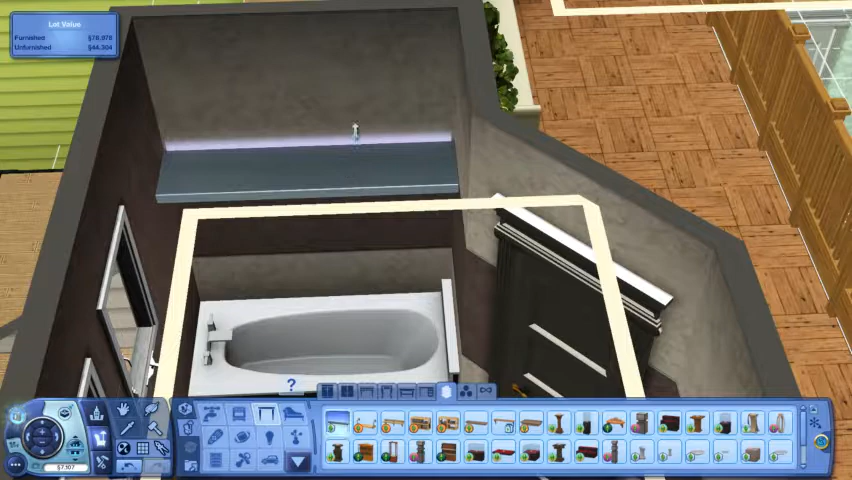 Lot Value
Furnished §78,978
Unfurnished §44,304
?
§7,107